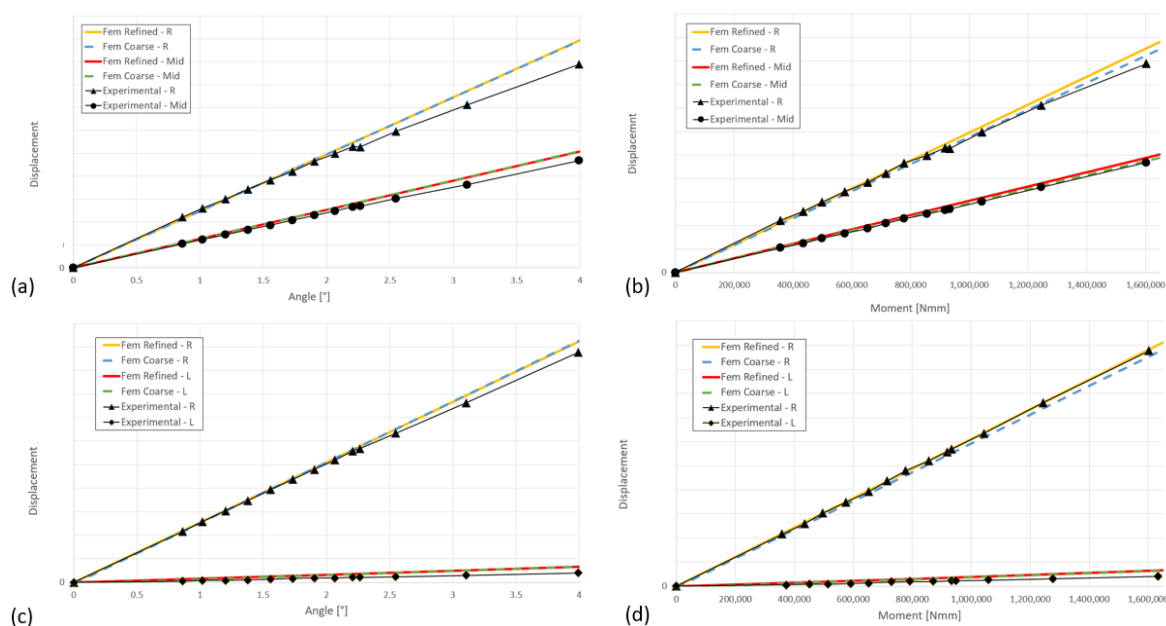 Fem Refined - R
Fem Coarse - R
Fem Refined - Mid
Fem Coarse - Mid
Experimental - R
Experimental - Mid
Displacement
0
0 0.5 1 1.5 2 2.5 3 3.5 4
(a)
Angle [°]
Fem Refined - R
Fem Coarse - R
Fem Refined - Mid
Fem Coarse - Mid
Experimental - R
Experimental - Mid
Displacemnt
0
0 200,000 400,000 600,000 800,000 1,000,000 1,200,000 1,400,000 1,600,000
(b)
Moment [Nmm]
Fem Refined - R
Fem Coarse - R
Fem Refined - L
Fem Coarse - L
Experimental - R
Experimental - L
Displacement
0
0 0.5 1 1.5 2 2.5 3 3.5 4
(c)
Angle [°]
Fem Refined - R
Fem Coarse - R
Fem Refined - L
Fem Coarse - L
Experimental - R
Experimental - L
Displacement
0
0 200,000 400,000 600,000 800,000 1,000,000 1,200,000 1,400,000 1,600,000
(d)
Moment [Nmm]